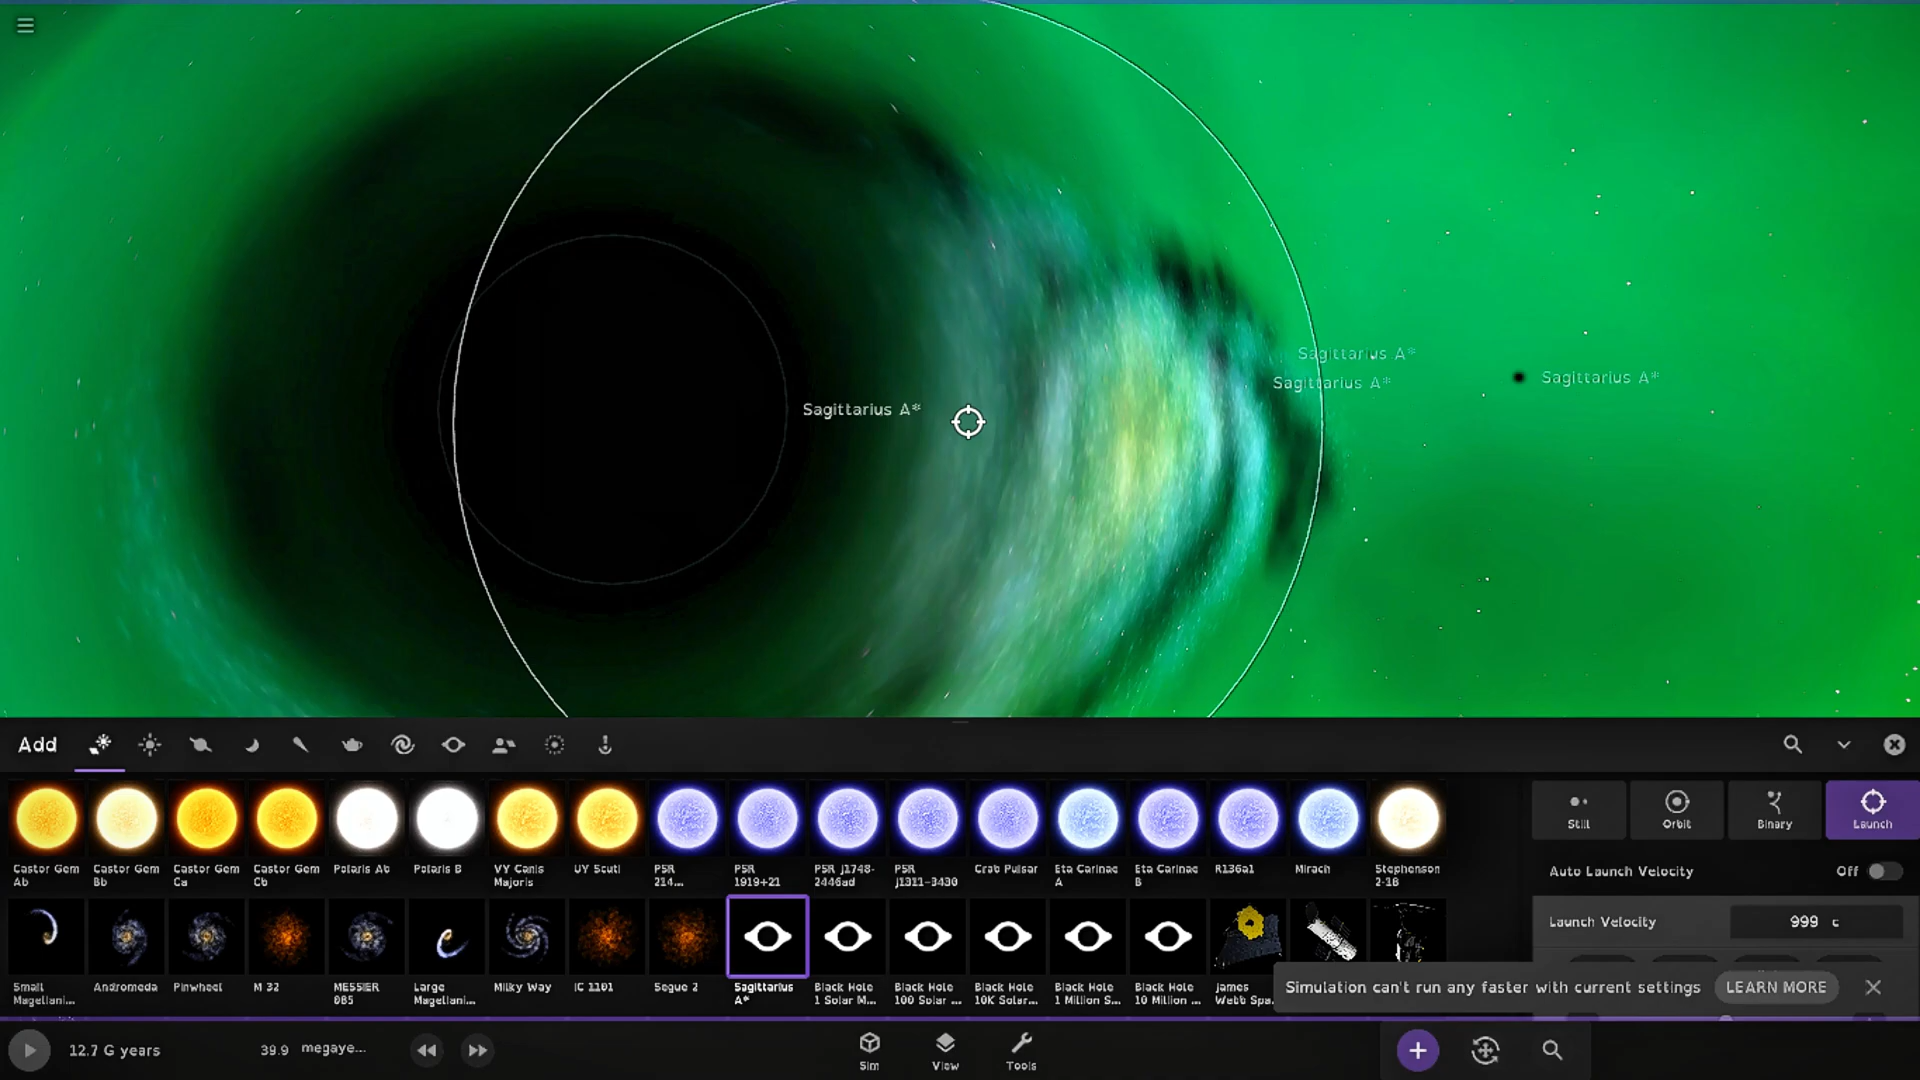 Sagittarius A*
Sagittarius A*
Sagittarius A*
Sagittarius A*
Add
Castor Gem
Ab
Castor Gem
Bb
Castor Gem
Ca
Castor Gem
Cb
Polaris Ab
Polaris B
VY Canis
Majoris
UY Scuti
PSR
214...
PSR
1919+21
PSR J1748-
2446ad
PSR
J1311-3430
Crab Pulsar
Eta Carinae
A
Eta Carinae
B
R136a1
Mirach
Stephenson
2-18
Still
Orbit
Binary
Launch
Auto Launch Velocity
Off
Launch Velocity
999 c
Small
Magellani...
Andromeda
Pinwheel
M 32
MESSIER
085
Large
Magellani...
Milky Way
IC 1101
Segue 2
Sagittarius
A*
Black Hole
1 Solar M...
Black Hole
100 Solar ...
Black Hole
10K Solar...
Black Hole
1 Million S...
Black Hole
10 Million ...
James
Webb Spa...
Simulation can't run any faster with current settings
LEARN MORE
12.7 G years
39.9 megaye...
Sim
View
Tools